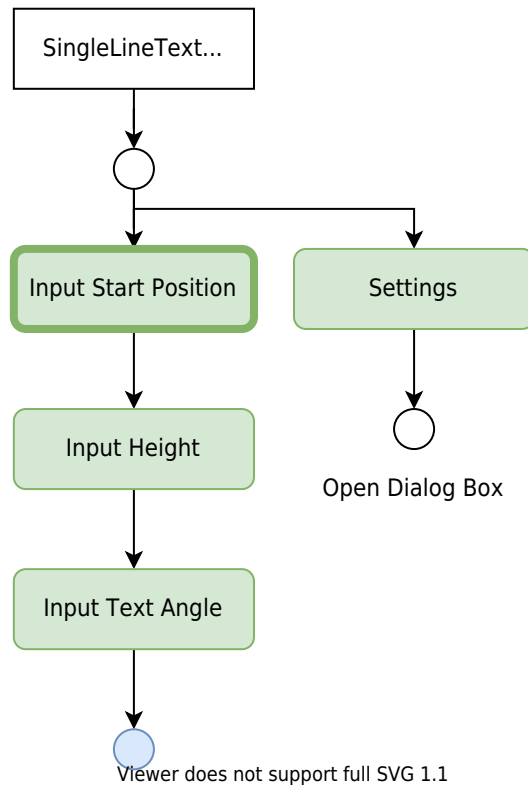 SingleLineText...
Input Start Position
Settings
Input Height
Open Dialog Box
Input Text Angle
Viewer does not support full SVG 1.1